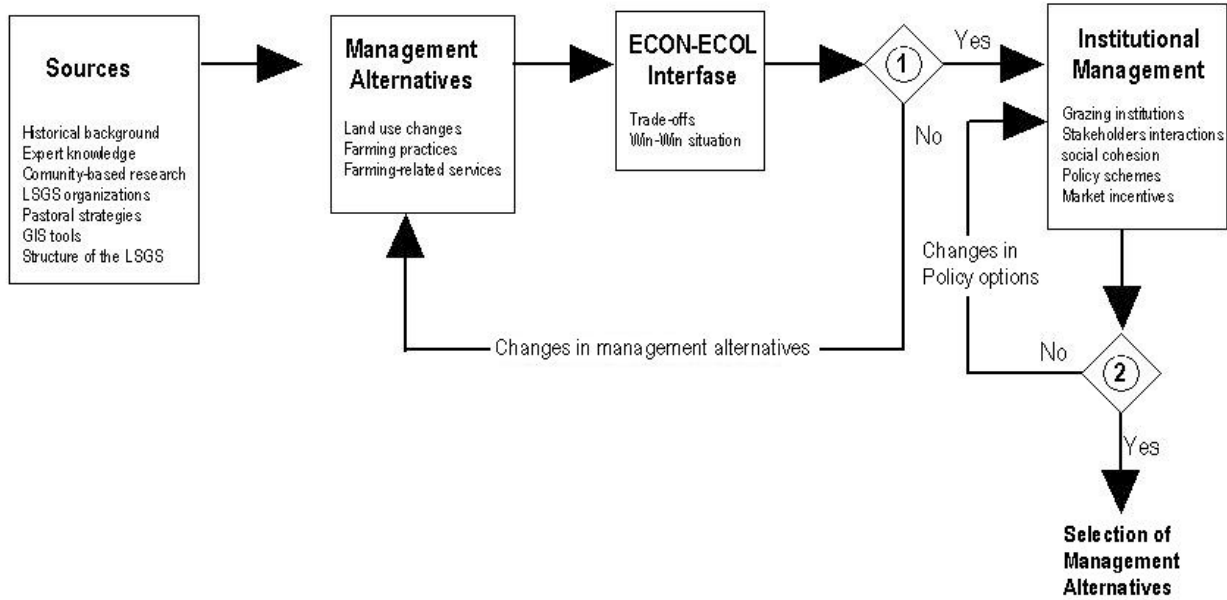 Sources
Historical background
Expert knowledge
Comunity-based research
LSGS organizations
Pastoral strategies
GIS tools
Structure of the LSGS
Management
Alternatives
Land use changes
Farming practices
Farming-related services
ECON-ECOL
Interfase
Trade-offs
Win-Win situation
1
Yes
No
Institutional
Management
Grazing institutions
Stakeholders interactions
social cohesion
Policy schemes
Market incentives
Changes in
Policy options
Changes in management alternatives
No
2
Yes
Selection of
Management
Alternatives